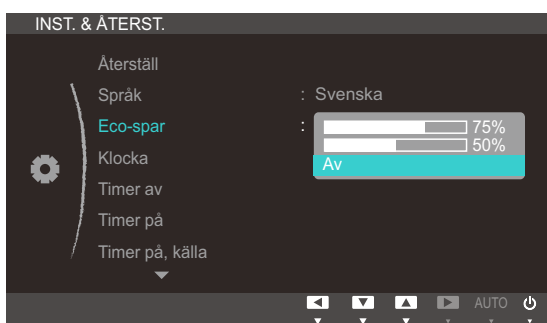 INST. & ÅTERST.
Återställ
Språk : Svenska
Eco-spar : 75%
50%
Av
Klocka
Timer av
Timer på
Timer på, källa
AUTO